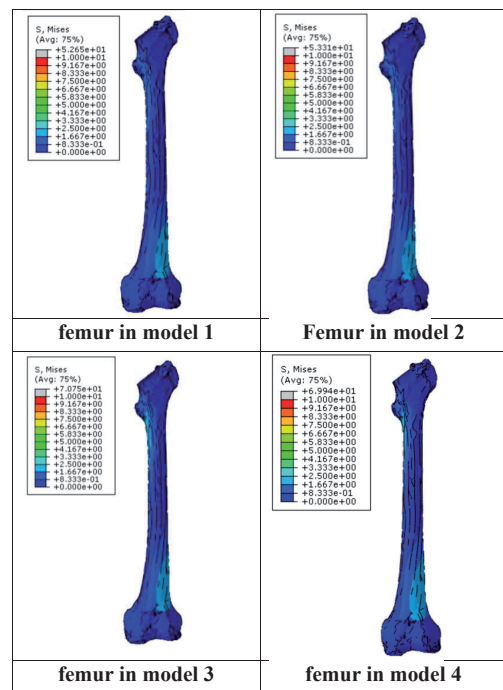 S, Mises
(Avg: 75%)
+5.265e+01
+1.000e+01
+9.167e+00
+8.333e+00
+7.500e+00
+6.667e+00
+5.833e+00
+5.000e+00
+4.167e+00
+3.333e+00
+2.500e+00
+1.667e+00
+8.333e-01
+0.000e+00
femur in model 1
S, Mises
(Avg: 75%)
+5.331e+01
+1.000e+01
+9.167e+00
+8.333e+00
+7.500e+00
+6.667e+00
+5.833e+00
+5.000e+00
+4.167e+00
+3.333e+00
+2.500e+00
+1.667e+00
+8.333e-01
+0.000e+00
Femur in model 2
S, Mises
(Avg: 75%)
+7.075e+01
+1.000e+01
+9.167e+00
+8.333e+00
+7.500e+00
+6.667e+00
+5.833e+00
+5.000e+00
+4.167e+00
+3.333e+00
+2.500e+00
+1.667e+00
+8.333e-01
+0.000e+00
femur in model 3
S, Mises
(Avg: 75%)
+6.994e+01
+1.000e+01
+9.167e+00
+8.333e+00
+7.500e+00
+6.667e+00
+5.833e+00
+5.000e+00
+4.167e+00
+3.333e+00
+2.500e+00
+1.667e+00
+8.333e-01
+0.000e+00
femur in model 4